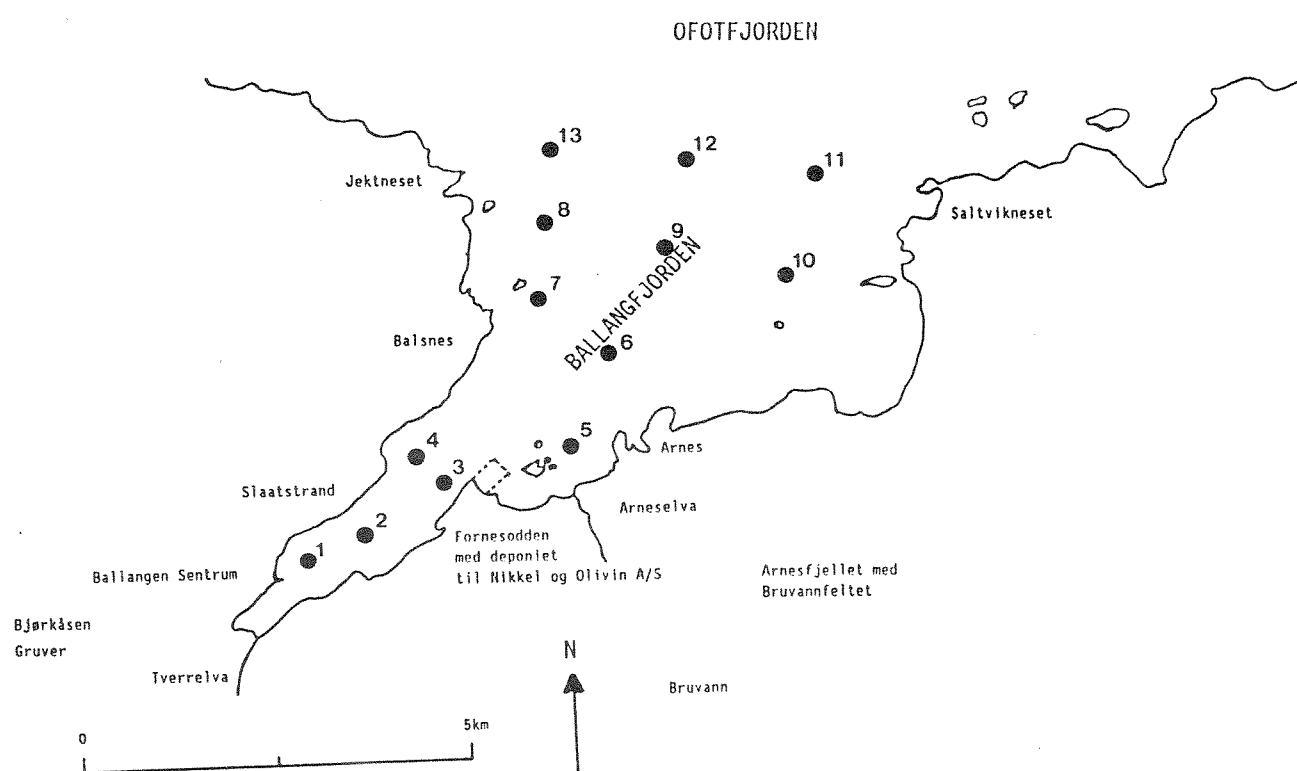 OFOTFJORDEN
13
12
11
Jektneset
8
Saltvikneset
9
10
7
BALLANGFJORDEN
Balsnes
6
5
4
Arnes
3
Slaatstrand
Arneselva
2
Fornesodden
med deponiet
til Nikkel og Olivin A/S
1
Ballangen Sentrum
Arnesfjellet med
Bruvannfeltet
Bjørkåsen
Gruver
Tverrelva
N
Bruvann
0
5km